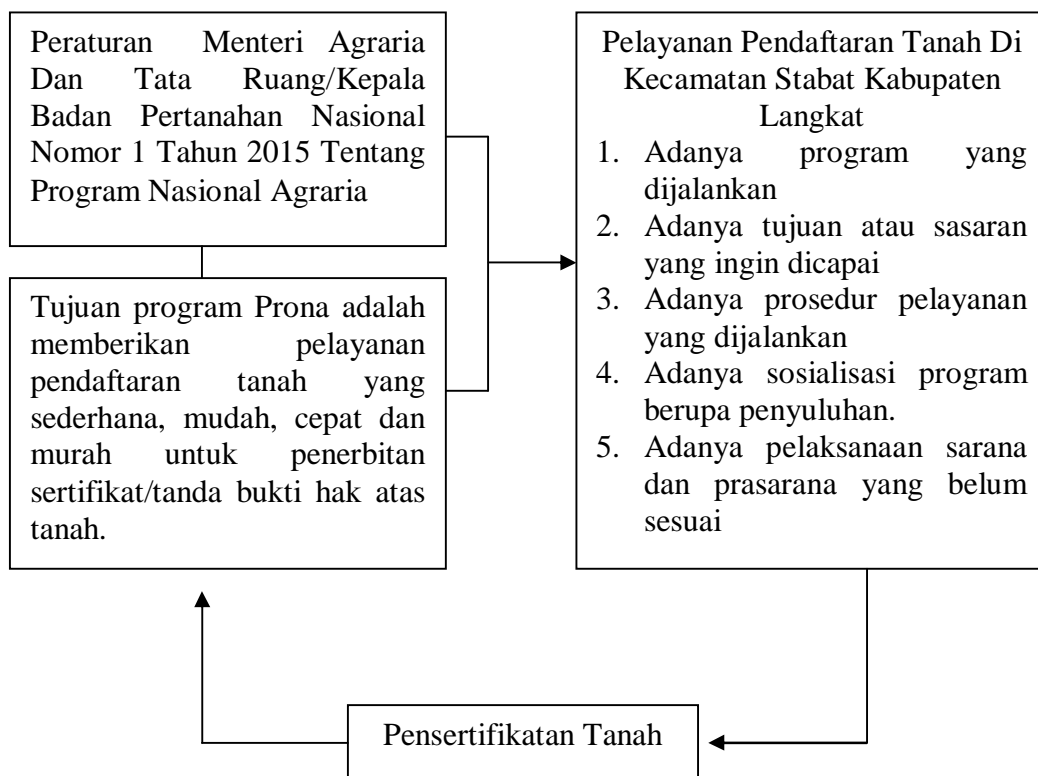 Peraturan Menteri Agraria
Dan Tata Ruang/Kepala
Badan Pertanahan Nasional
Nomor 1 Tahun 2015 Tentang
Program Nasional Agraria
Tujuan program Prona adalah
memberikan pelayanan
pendaftaran tanah yang
sederhana, mudah, cepat dan
murah untuk penerbitan
sertifikat/tanda bukti hak atas
tanah.
Pelayanan Pendaftaran Tanah Di
Kecamatan Stabat Kabupaten
Langkat
1. Adanya program yang
dijalankan
2. Adanya tujuan atau sasaran
yang ingin dicapai
3. Adanya prosedur pelayanan
yang dijalankan
4. Adanya sosialisasi program
berupa penyuluhan.
5. Adanya pelaksanaan sarana
dan prasarana yang belum
sesuai
Pensertifikatan Tanah